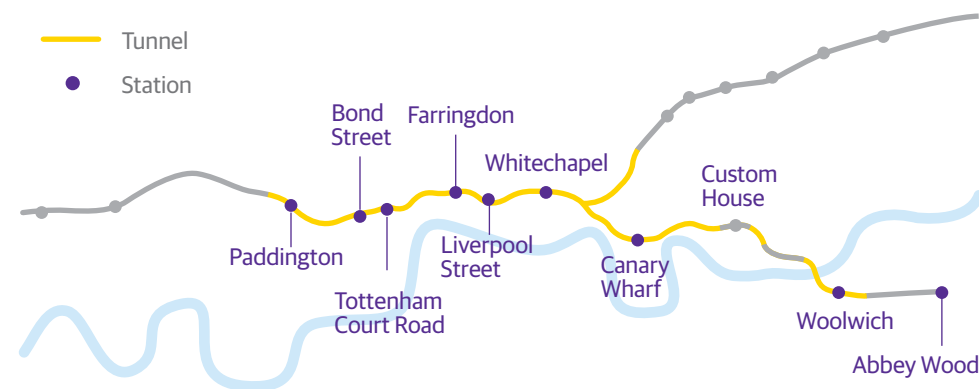 Tunnel
Station
Bond
Street
Farringdon
Whitechapel
Custom
House
Paddington
Liverpool
Street
Canary
Wharf
Tottenham
Court Road
Woolwich
Abbey Wood